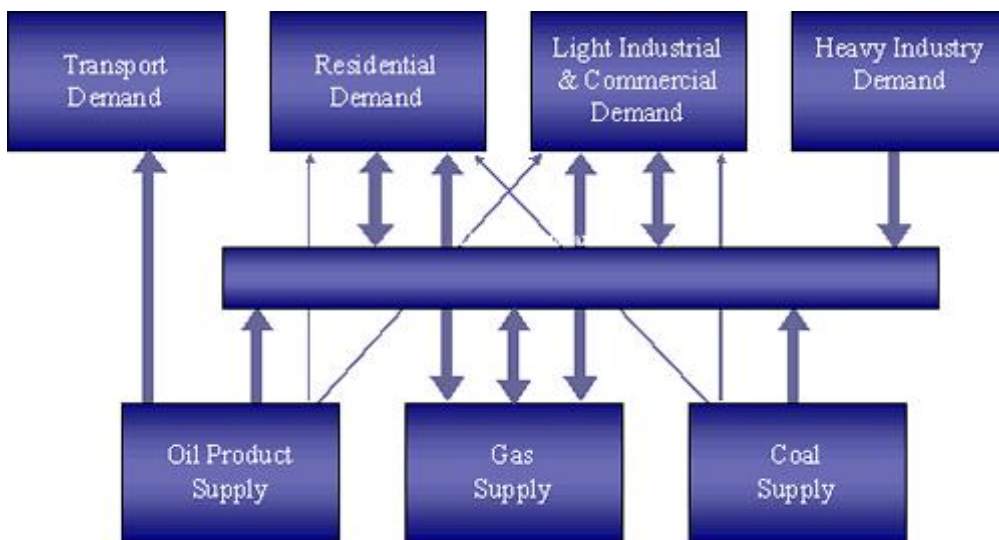 Transport
Demand
Residential
Demand
Light Industrial
& Commercial
Demand
Heavy Industry
Demand
Oil Product
Supply
Gas
Supply
Coal
Supply